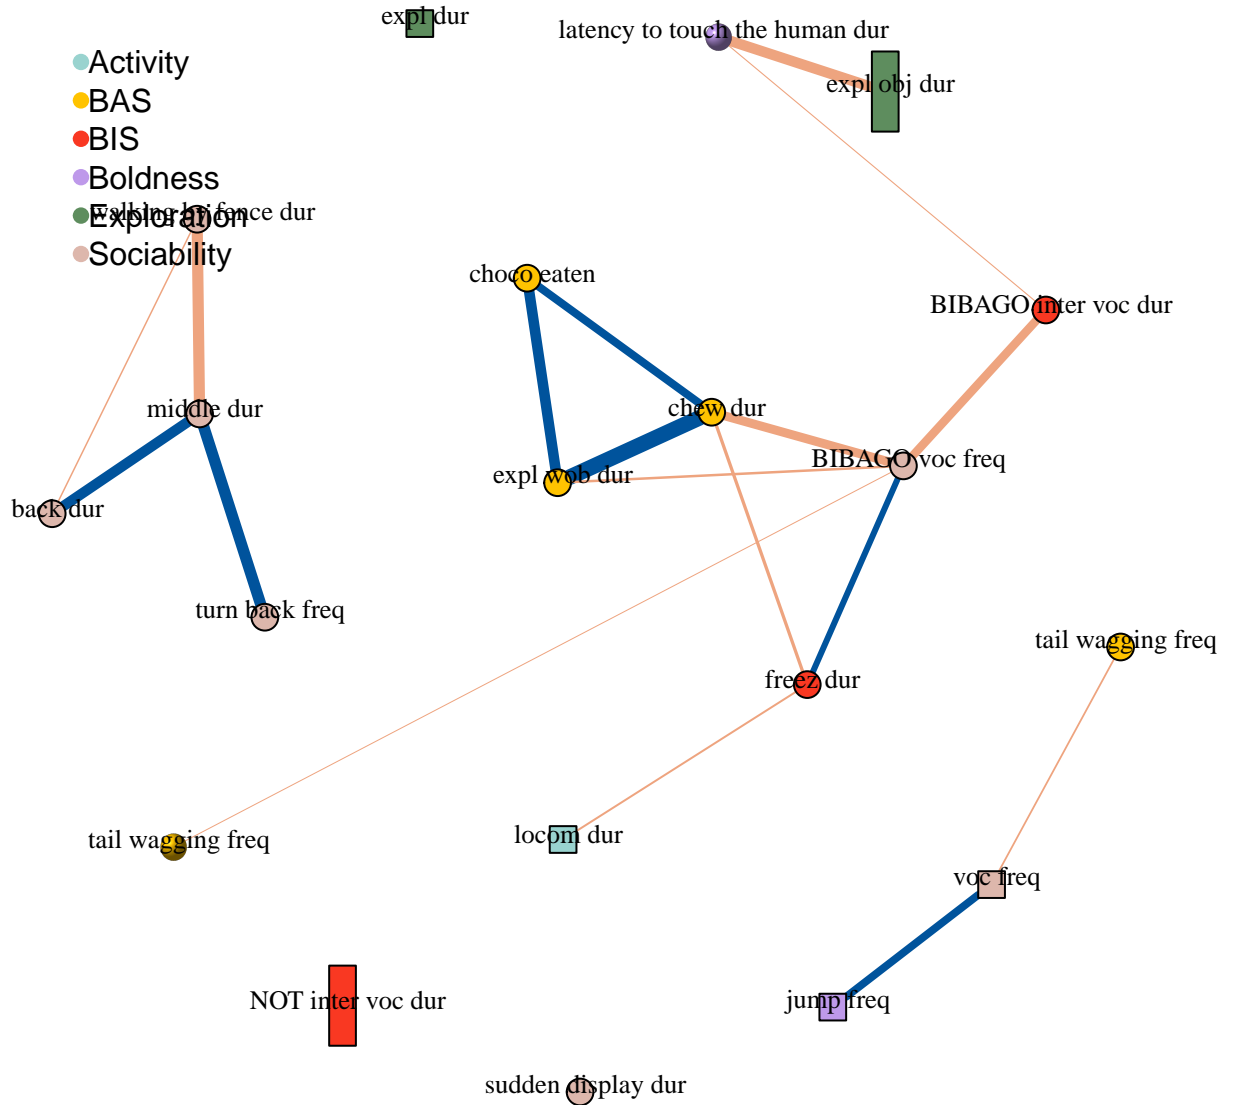 expl dur
latency to touch the human dur
Activity
expl obj dur
BAS
BIS
Boldness
walking by fence dur
Exploration
Sociability
choco eaten
BIBAGO inter voc dur
middle dur
chew dur
BIBAGO voc freq
expl wob dur
back dur
turn back freq
tail wagging freq
freez dur
locom dur
tail wagging freq
voc freq
NOT inter voc dur
jump freq
sudden display dur